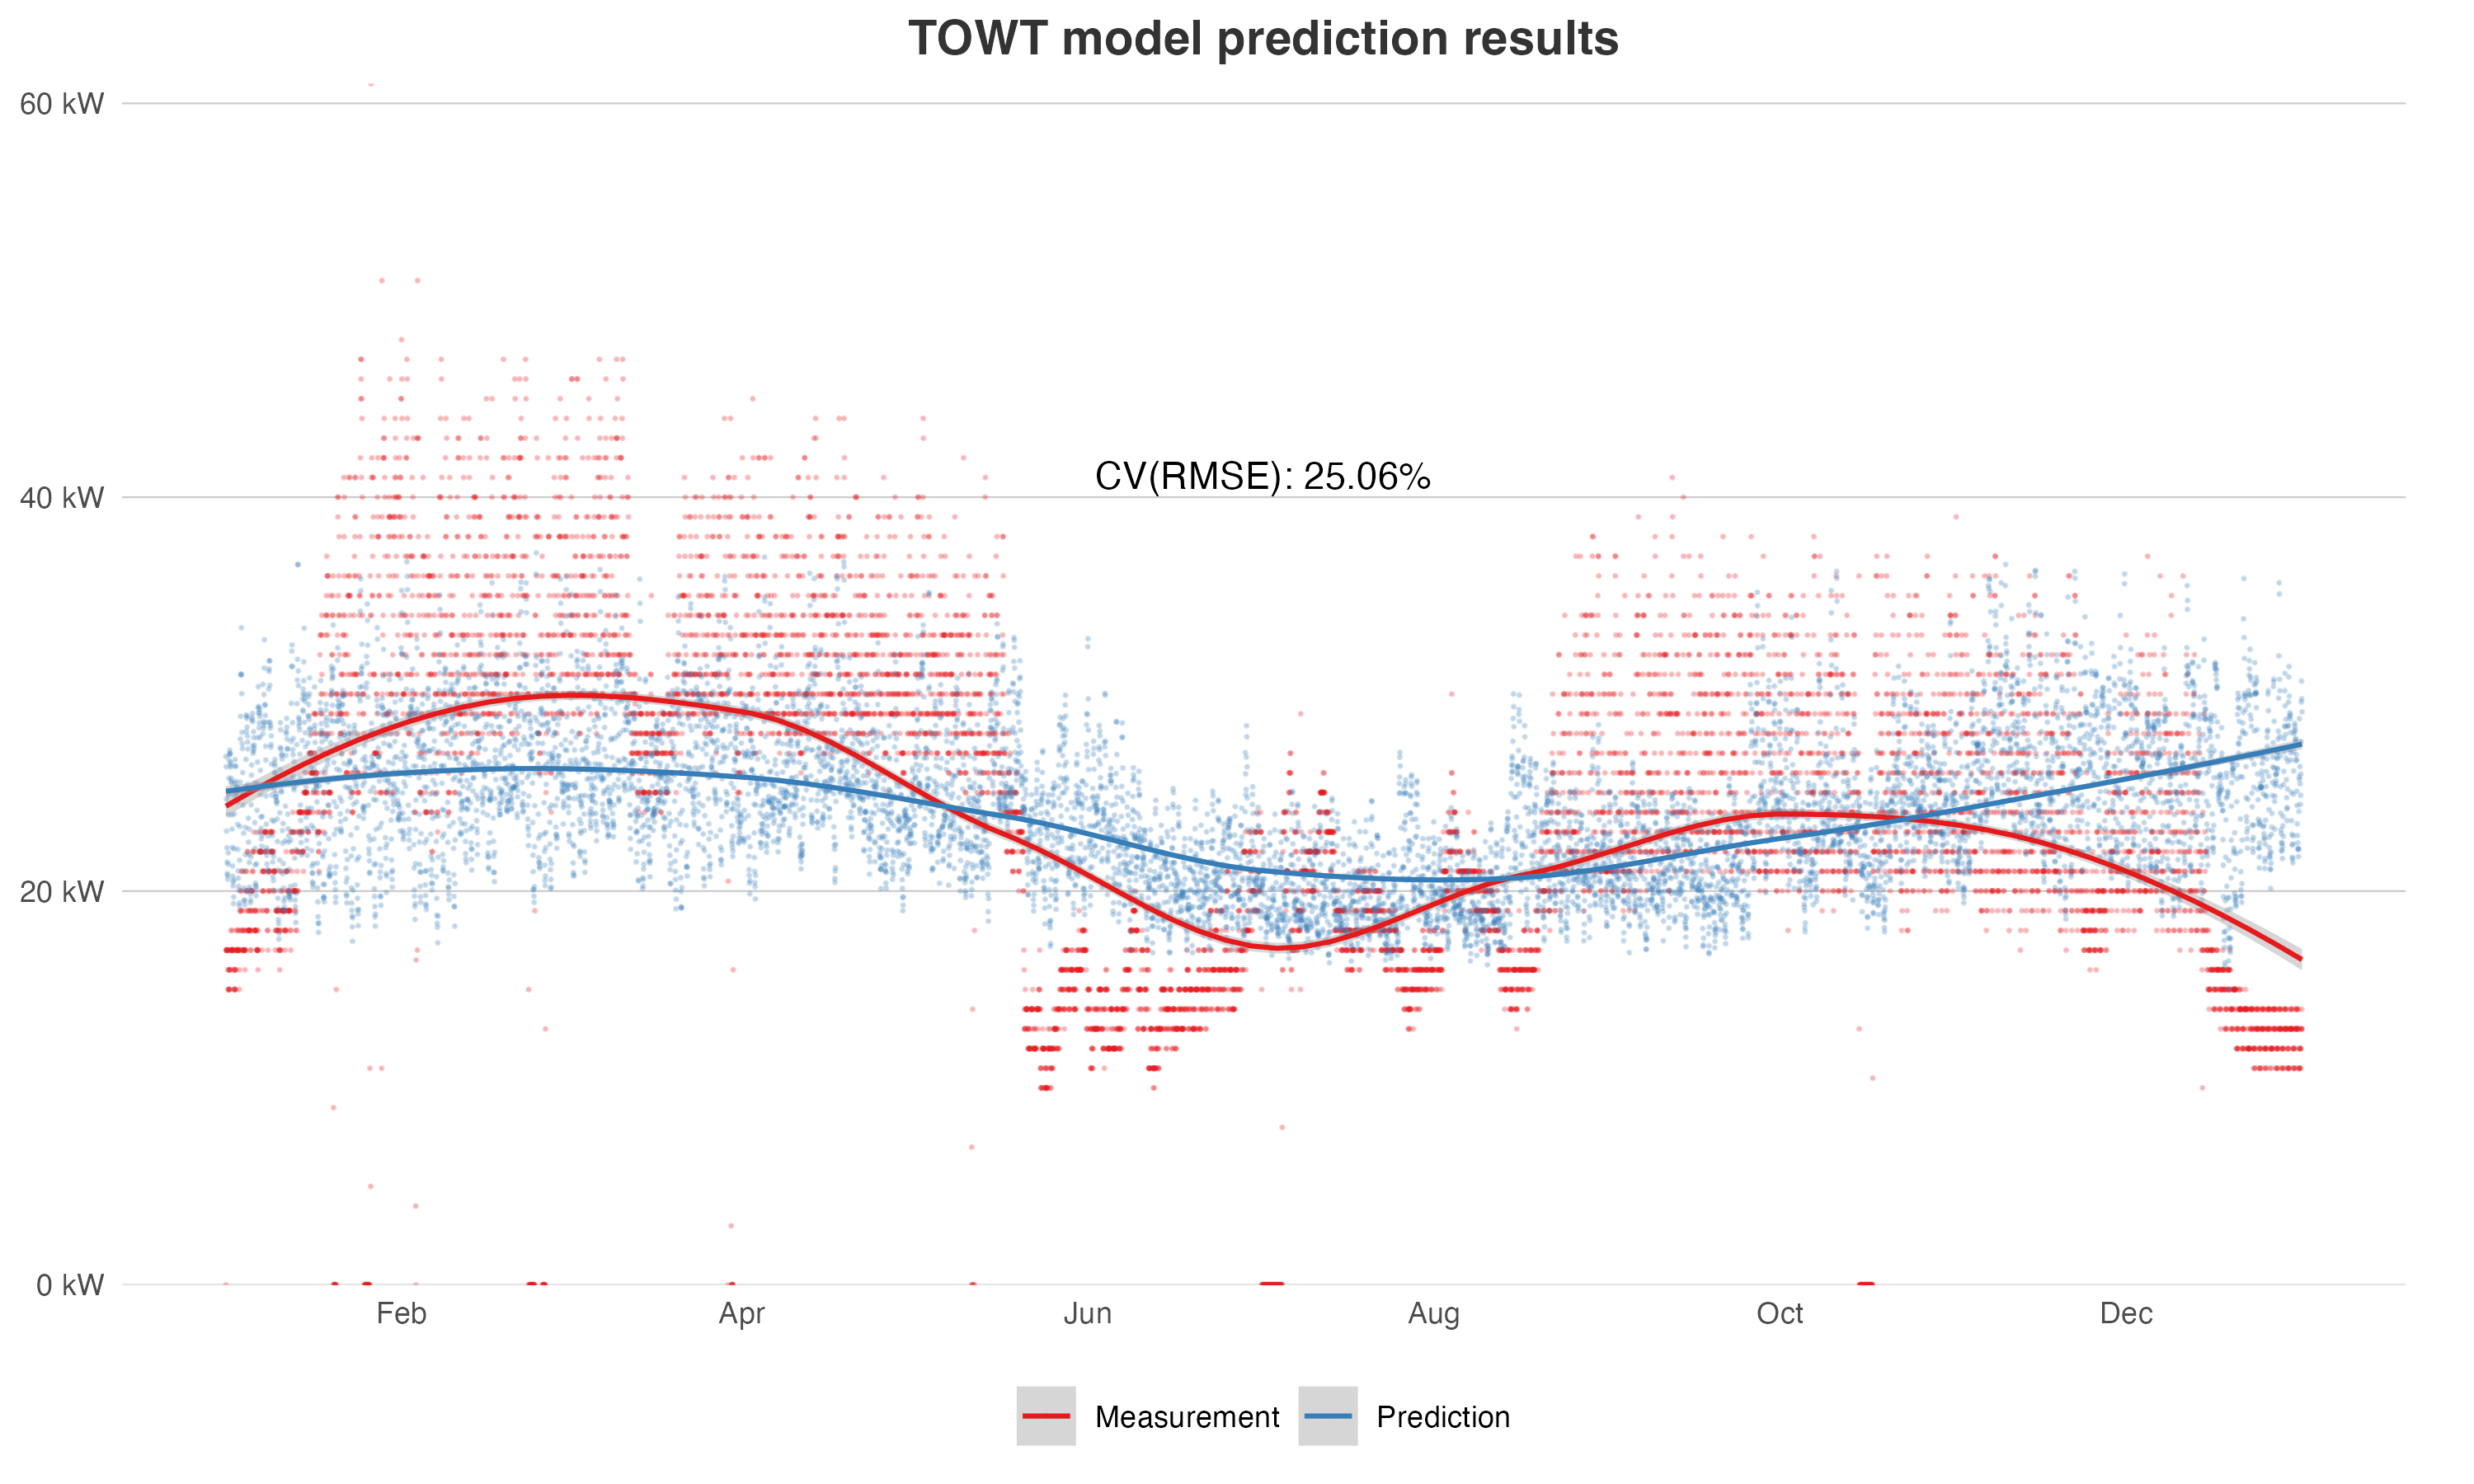 TOWT model prediction results
60 kW
CV(RMSE): 25.06%
40 kW
20 kW
0 kW
Feb Apr Jun Aug Oct Dec
Measurement Prediction